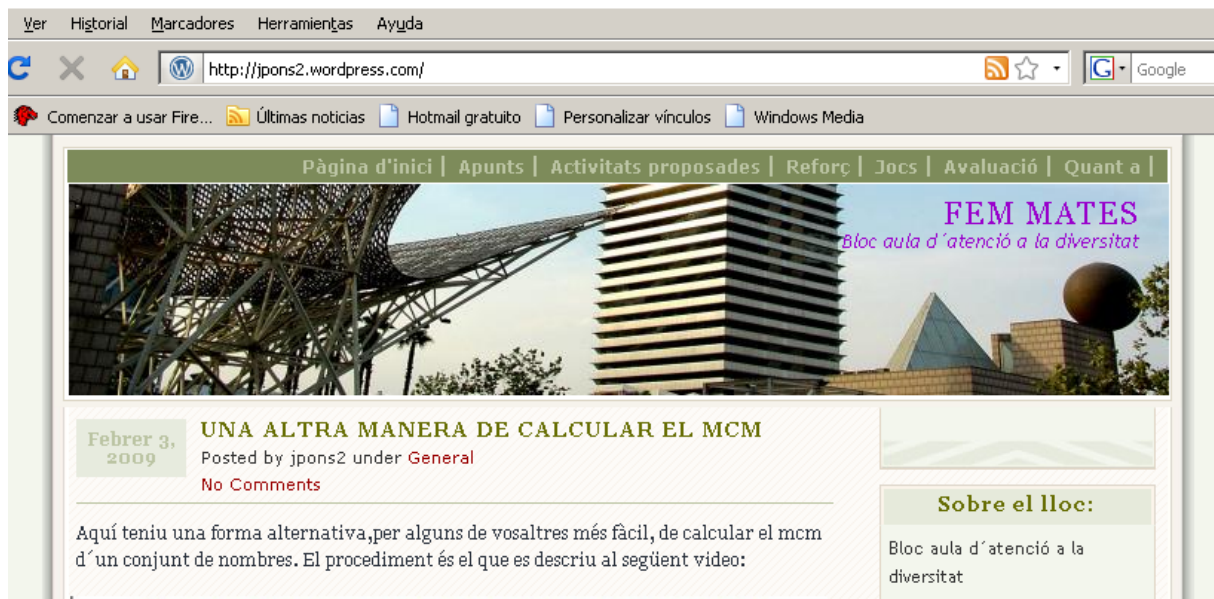 Ver Historial Marcadores Herramientas Ayuda
http://jpons2.wordpress.com/ G Google
Comenzar a usar Fire... Últimas noticias Hotmail gratuito Personalizar vínculos Windows Media
Pàgina d'inici | Apunts | Activitats proposades | Reforç | Jocs | Avaluació | Quant a |
FEM MATES
Bloc aula d´atenció a la diversitat
Febrer 3,
2009
UNA ALTRA MANERA DE CALCULAR EL MCM
Posted by jpons2 under General
No Comments
Aquí teniu una forma alternativa,per alguns de vosaltres més fàcil, de calcular el mcm
d´un conjunt de nombres. El procediment és el que es descriu al següent video:
Sobre el lloc:
Bloc aula d´atenció a la
diversitat